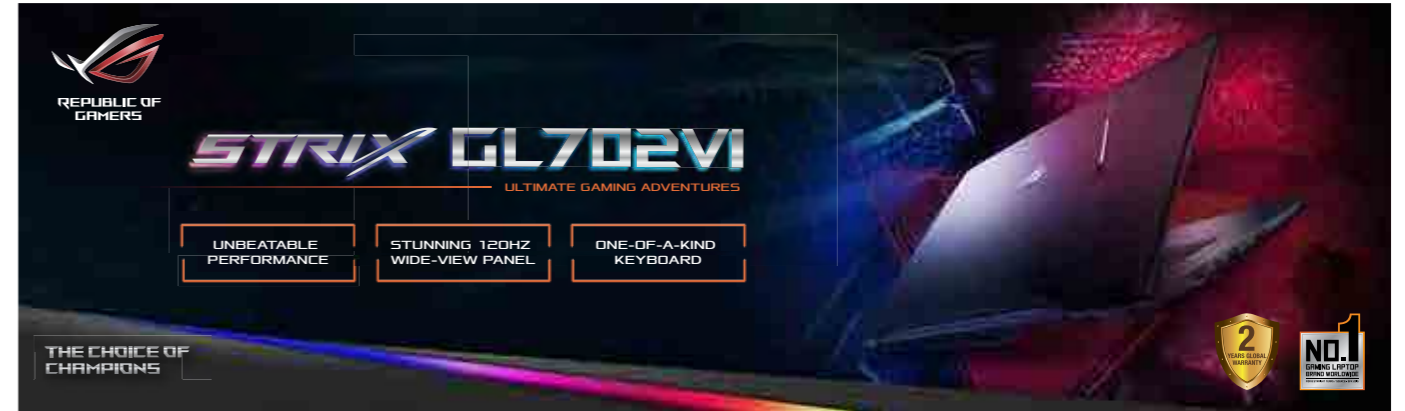 REPUBLIC OF
GAMERS
STRIX GL702VI
ULTIMATE GAMING ADVENTURES
UNBEATABLE
PERFORMANCE
STUNNING 120HZ
WIDE-VIEW PANEL
ONE-OF-A-KIND
KEYBOARD
THE CHOICE OF
CHAMPIONS
2
YEARS GLOBAL
WARRANTY
NO.1
GAMING LAPTOP
BRAND WORLDWIDE